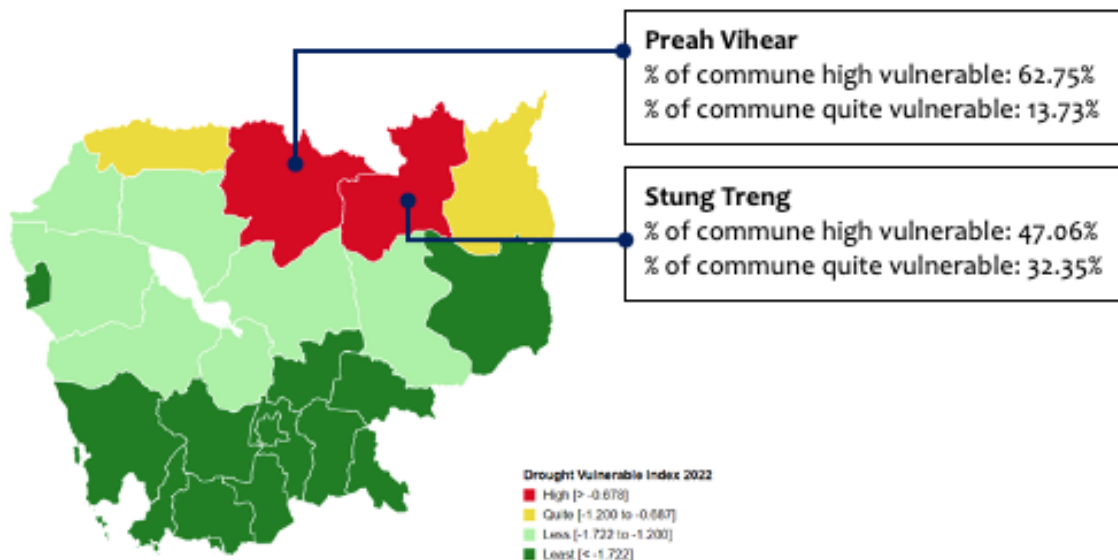 Preah Vihear
% of commune high vulnerable: 62.75%
% of commune quite vulnerable: 13.73%
Stung Treng
% of commune high vulnerable: 47.06%
% of commune quite vulnerable: 32.35%
Drought Vulnerable Index 2022
High [> -0.678]
Quite [-1.200 to -0.687]
Less [-1.722 to -1.200]
Least [< -1.722]